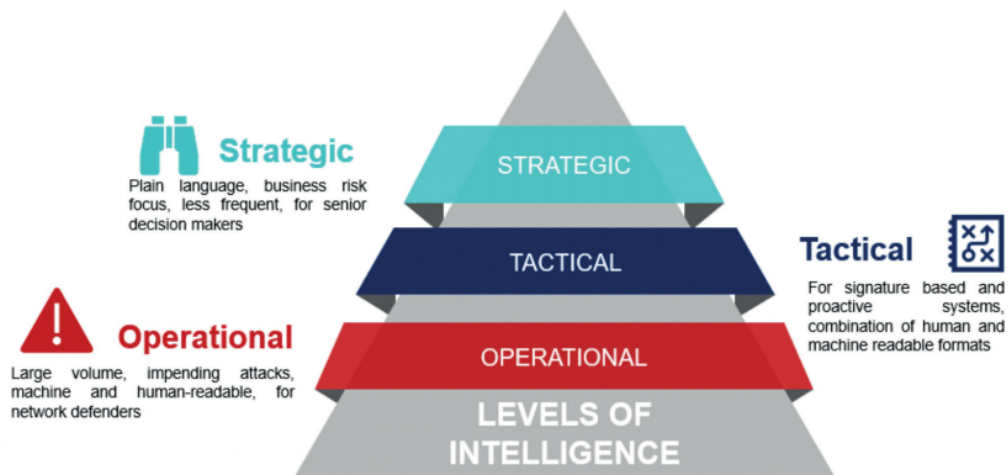 Strategic
Plain language, business risk
focus, less frequent, for senior
decision makers
STRATEGIC
TACTICAL
Tactical
For signature based and
proactive systems,
combination of human and
machine readable formats
Operational
Large volume, impending attacks,
machine and human-readable, for
network defenders
OPERATIONAL
LEVELS OF
INTELLIGENCE